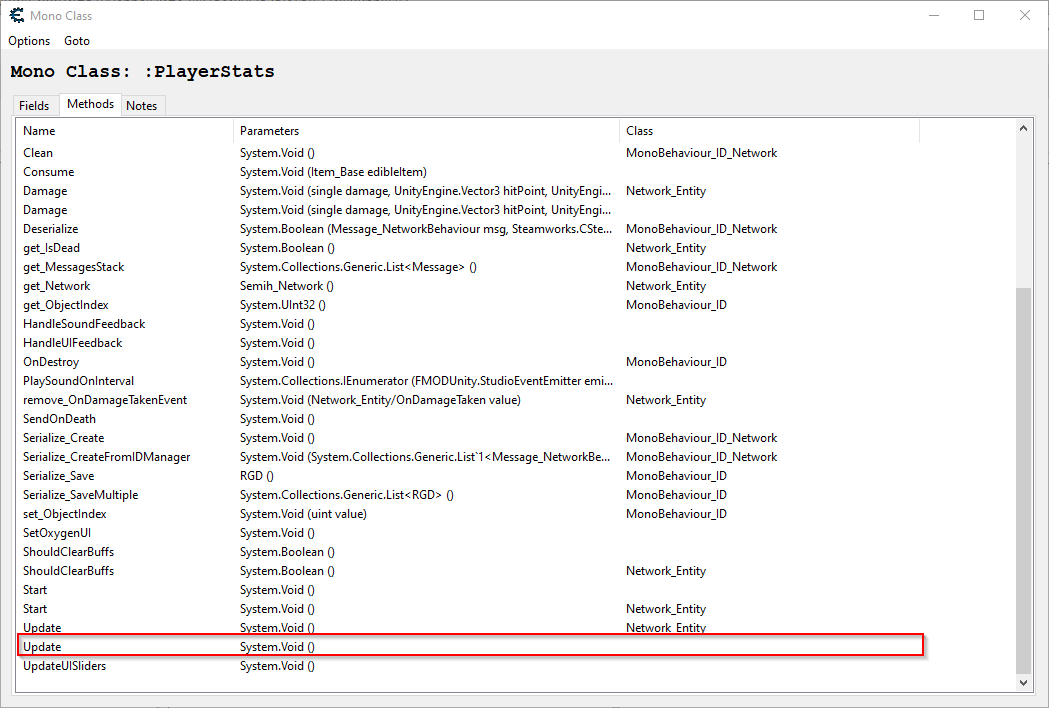 Mono Class
Options Goto
Mono Class: :PlayerStats
Fields Methods Notes
Name Parameters Class
Clean System.Void () MonoBehaviour_ID_Network
Consume System.Void (Item_Base edibleItem)
Damage System.Void (single damage, UnityEngine.Vector3 hitPoint, UnityEngi... Network_Entity
Damage System.Void (single damage, UnityEngine.Vector3 hitPoint, UnityEngi...
Deserialize System.Boolean (Message_NetworkBehaviour msg, Steamworks.CSte... MonoBehaviour_ID_Network
get_IsDead System.Boolean () Network_Entity
get_MessagesStack System.Collections.Generic.List<Message> () MonoBehaviour_ID_Network
get_Network Semih_Network () Network_Entity
get_ObjectIndex System.UInt32 () MonoBehaviour_ID
HandleSoundFeedback System.Void ()
HandleUIFeedback System.Void ()
OnDestroy System.Void () MonoBehaviour_ID
PlaySoundOnInterval System.Collections.IEnumerator (FMODUnity.StudioEventEmitter emi...
remove_OnDamageTakenEvent System.Void (Network_Entity/OnDamageTaken value) Network_Entity
SendOnDeath System.Void ()
Serialize_Create System.Void () MonoBehaviour_ID_Network
Serialize_CreateFromIDManager System.Void (System.Collections.Generic.List`1<Message_NetworkBe... MonoBehaviour_ID_Network
Serialize_Save RGD () MonoBehaviour_ID
Serialize_SaveMultiple System.Collections.Generic.List<RGD> () MonoBehaviour_ID
set_ObjectIndex System.Void (uint value) MonoBehaviour_ID
SetOxygenUI System.Void ()
ShouldClearBuffs System.Boolean ()
ShouldClearBuffs System.Boolean () Network_Entity
Start System.Void ()
Start System.Void () Network_Entity
Update System.Void () Network_Entity
Update System.Void ()
UpdateUISliders System.Void ()